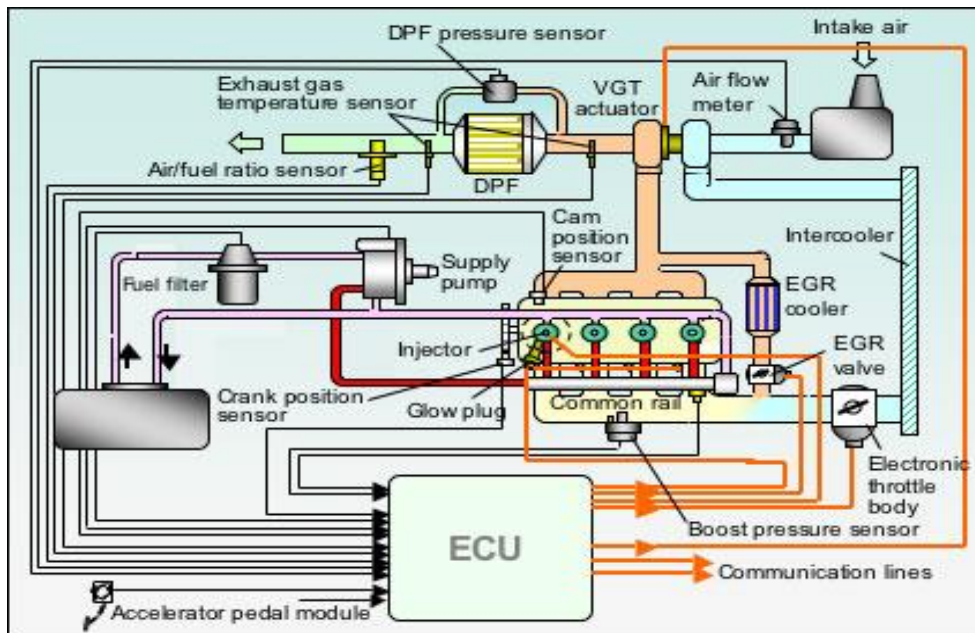 Intake air
DPF pressure sensor
Exhaust gas
temperature sensor
VGT
actuator
Air flow
meter
Air/fuel ratio sensor
DPF
Cam
position
sensor
Intercooler
Fuel filter
Supply
pump
EGR
cooler
Injector
EGR
valve
Crank position
sensor
Glow plug
Common rail
Electronic
throttle
body
Boost pressure sensor
ECU
Communication lines
Accelerator pedal module